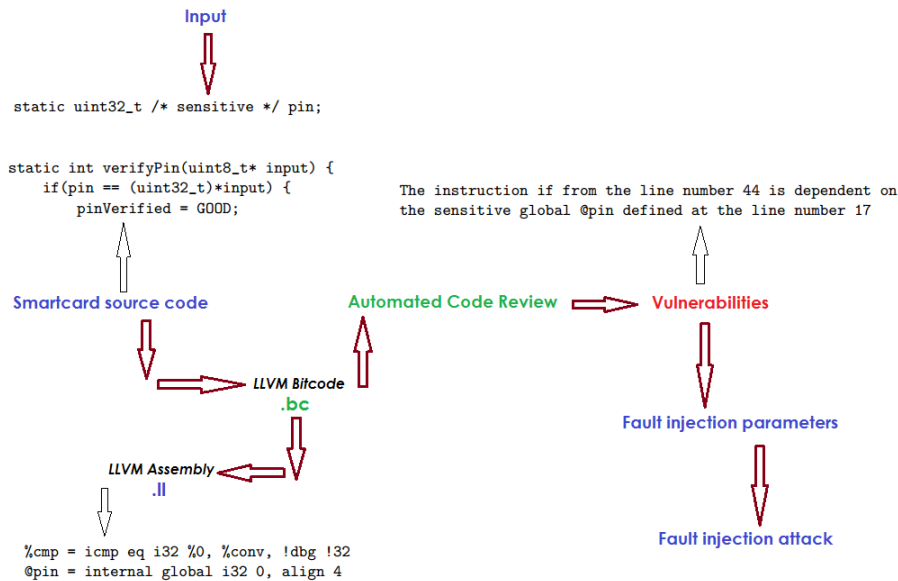 Input
static uint32_t /* sensitive */ pin;
static int verifyPin(uint8_t* input) {
if(pin == (uint32_t)*input) {
pinVerified = GOOD;
The instruction if from the line number 44 is dependent on
the sensitive global @pin defined at the line number 17
Smartcard source code
Automated Code Review
Vulnerabilities
LLVM Bitcode
.bc
Fault injection parameters
LLVM Assembly
.ll
Fault injection attack
%cmp = icmp eq i32 %0, %conv, !dbg !32
@pin = internal global i32 0, align 4